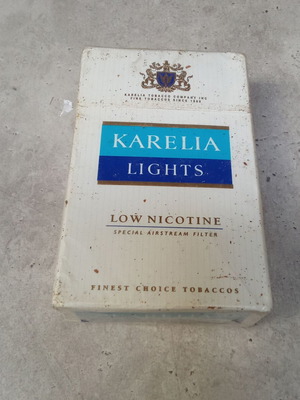 KARELIA TOBACCO COMPANY INC.
FINE TOBACCOS SINCE 1888
KARELIA
LIGHTS
LOW NICOTINE
SPECIAL AIRSTREAM FILTER
FINEST CHOICE TOBACCOS